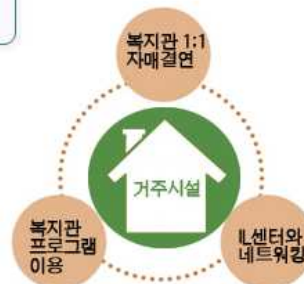 복지관 1:1
자매결연
거주시설
복지관
프로그램
이용
IL센터와
네트워킹